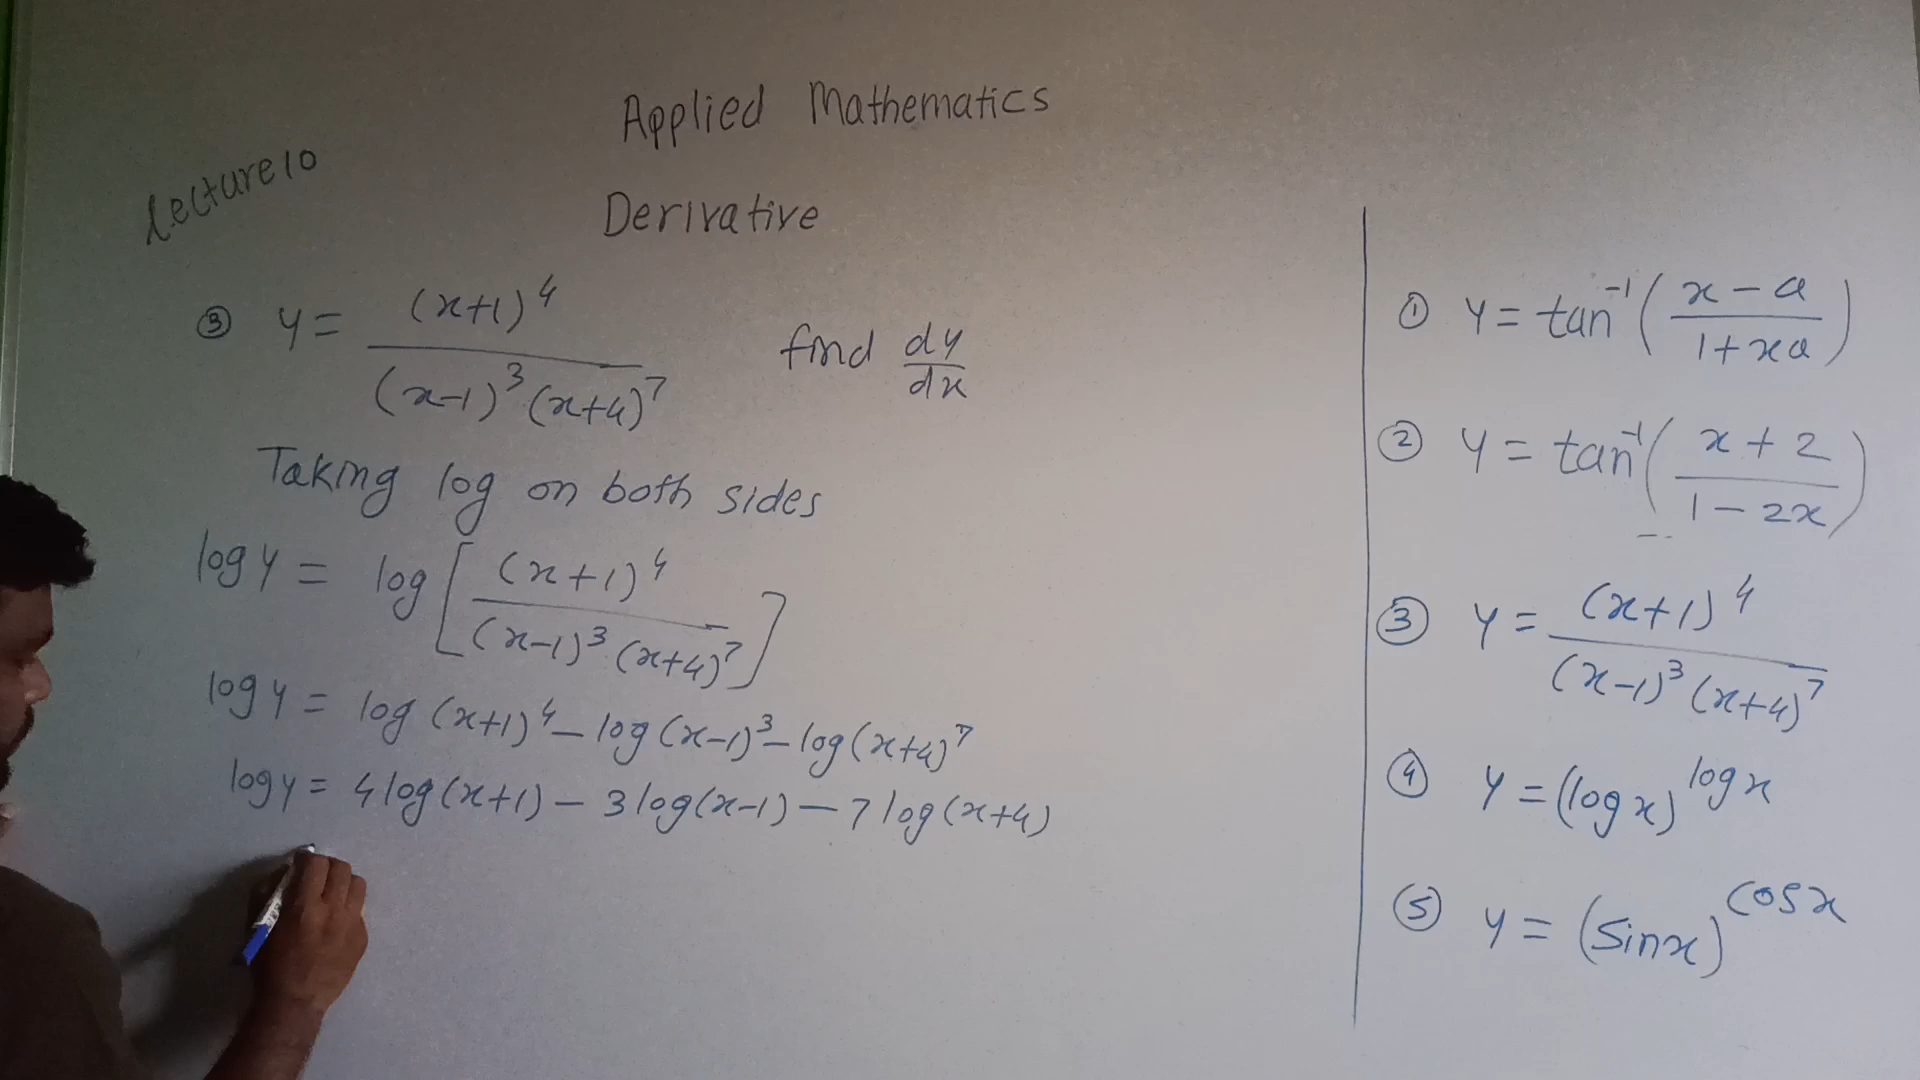 Applied Mathematics
Lecture 10
Derivative
③ y = (x+1)⁴ / (x-1)³ (x+4)⁷ find dy/dx
Taking log on both sides
log y = log [(x+1)⁴ / (x-1)³ (x+4)⁷]
log y = log (x+1)⁴ - log (x-1)³ - log (x+4)⁷
log y = 4 log (x+1) - 3 log (x-1) - 7 log (x+4)
① y = tan⁻¹ (x - a / 1 + xa)
② y = tan⁻¹ (x + 2 / 1 - 2x)
③ y = (x+1)⁴ / (x-1)³ (x+4)⁷
④ y = (log x)^log x
⑤ y = (sin x)^cos x